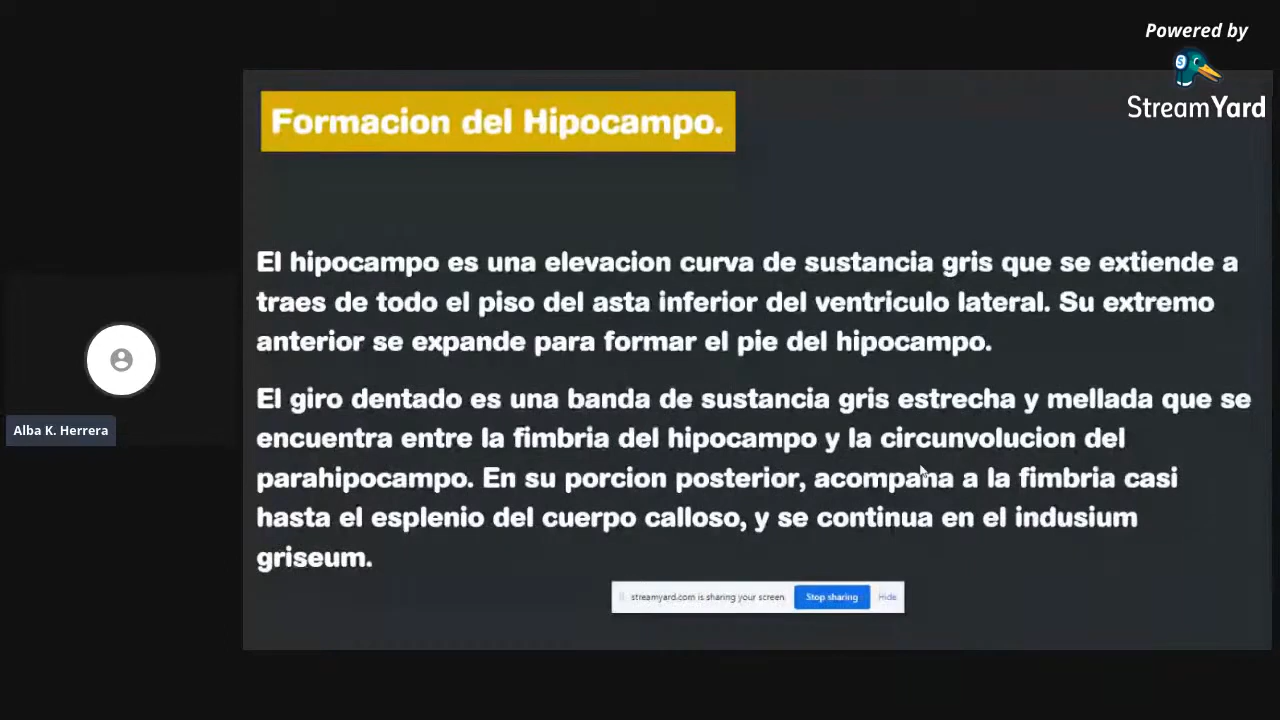 Powered by
StreamYard
Formacion del Hipocampo.
El hipocampo es una elevacion curva de sustancia gris que se extiende a
traes de todo el piso del asta inferior del ventriculo lateral. Su extremo
anterior se expande para formar el pie del hipocampo.
El giro dentado es una banda de sustancia gris estrecha y mellada que se
encuentra entre la fimbria del hipocampo y la circunvolucion del
parahipocampo. En su porcion posterior, acompana a la fimbria casi
hasta el esplenio del cuerpo calloso, y se continua en el indusium
griseum.
Alba K. Herrera
streamyard.com is sharing your screen. Stop sharing Hide